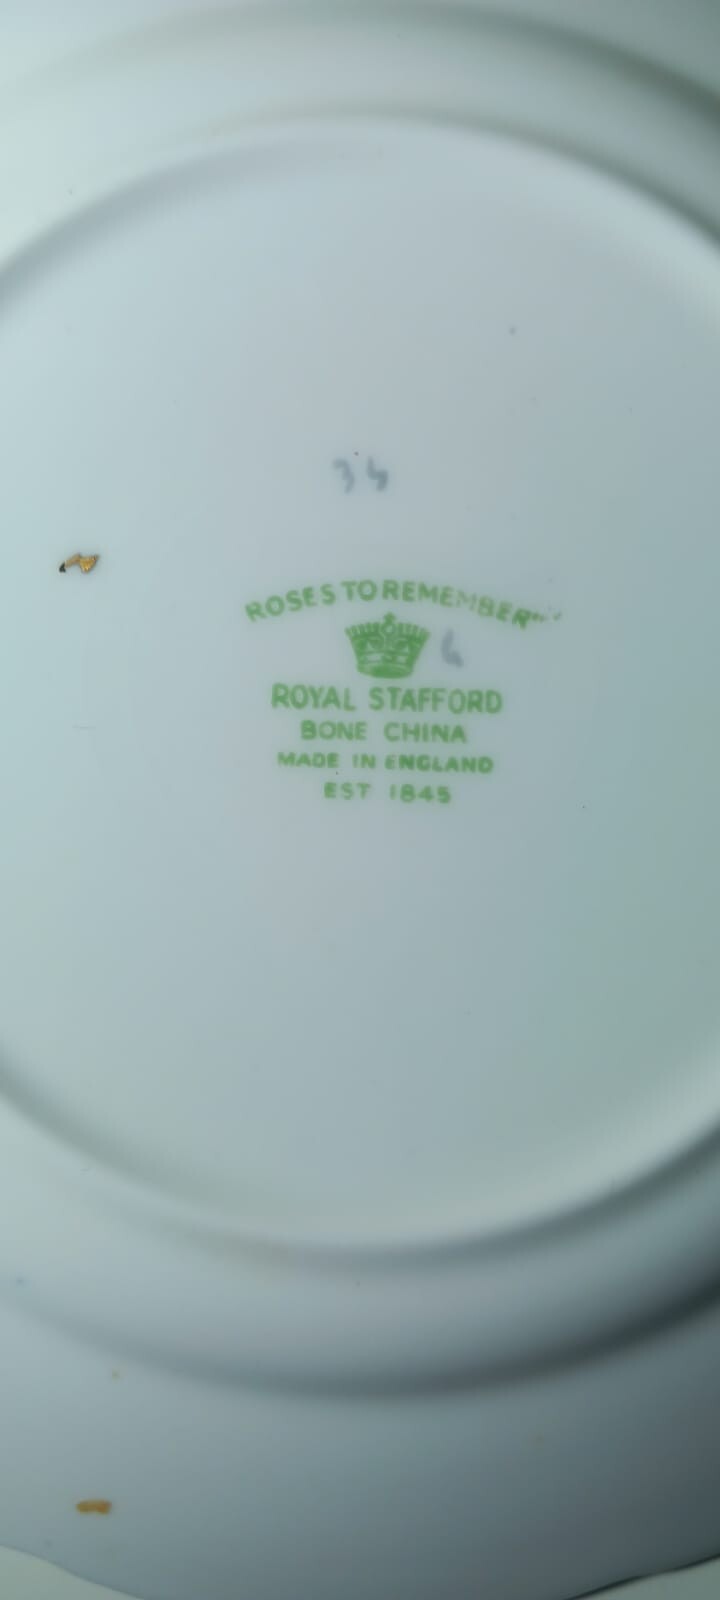 34
ROSES TO REMEMBER"
ROYAL STAFFORD
BONE CHINA
MADE IN ENGLAND
EST 1845